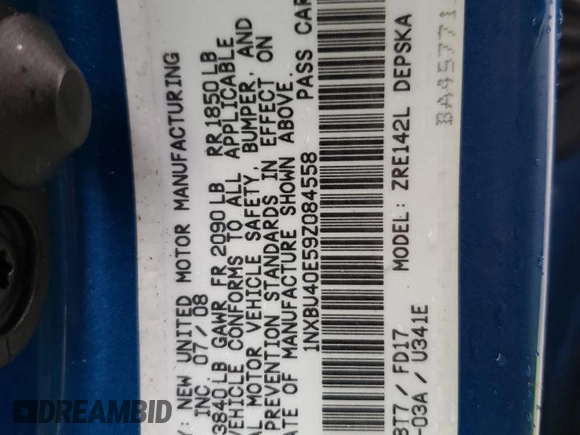 Y: NEW UNITED MOTOR MANUFACTURING
INC. 07/08
3840LB GAWR FR 2090LB RR 1850LB
VEHICLE CONFORMS TO ALL APPLICABLE
AL MOTOR VEHICLE SAFETY, BUMPER, AND
PREVENTION STANDARDS IN EFFECT ON
ATE OF MANUFACTURE SHOWN ABOVE.
1NXBU40E59Z084558 PASS CAR
BT7 / FD17 MODEL: ZRE142L DEPSKA
-03A / U341E
BA45771
DREAMBID